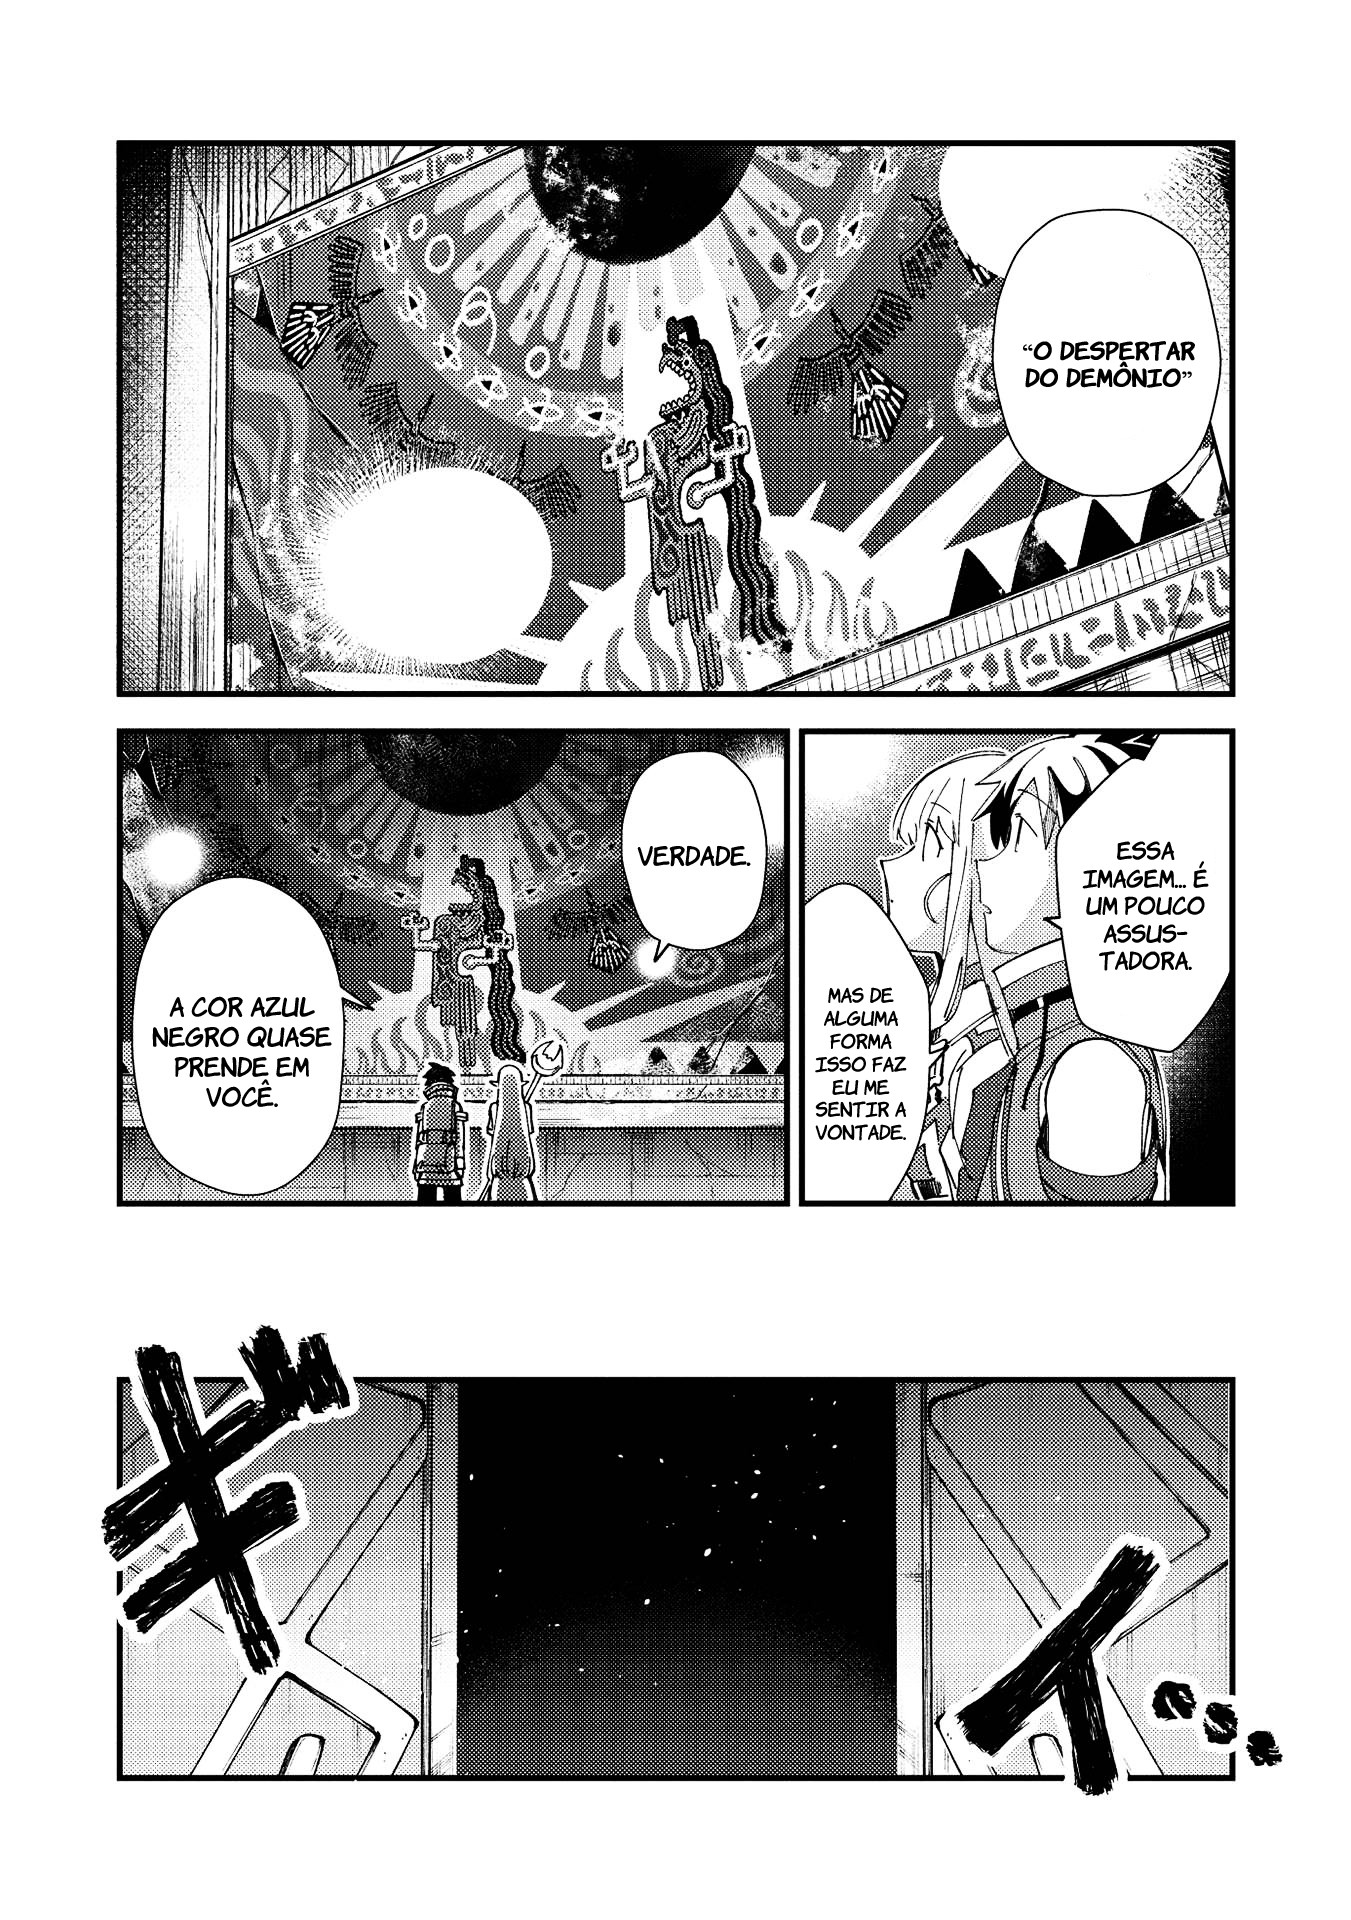 “O DESPERTAR
DO DEMÔNIO”
ESSA
IMAGEM... É
UM POUCO
ASSUS-
TADORA.
MAS DE
ALGUMA
FORMA
ISSO FAZ
EU ME
SENTIR A
VONTADE.
VERDADE.
A COR AZUL
NEGRO QUASE
PRENDE EM
VOCÊ.
ギイ...